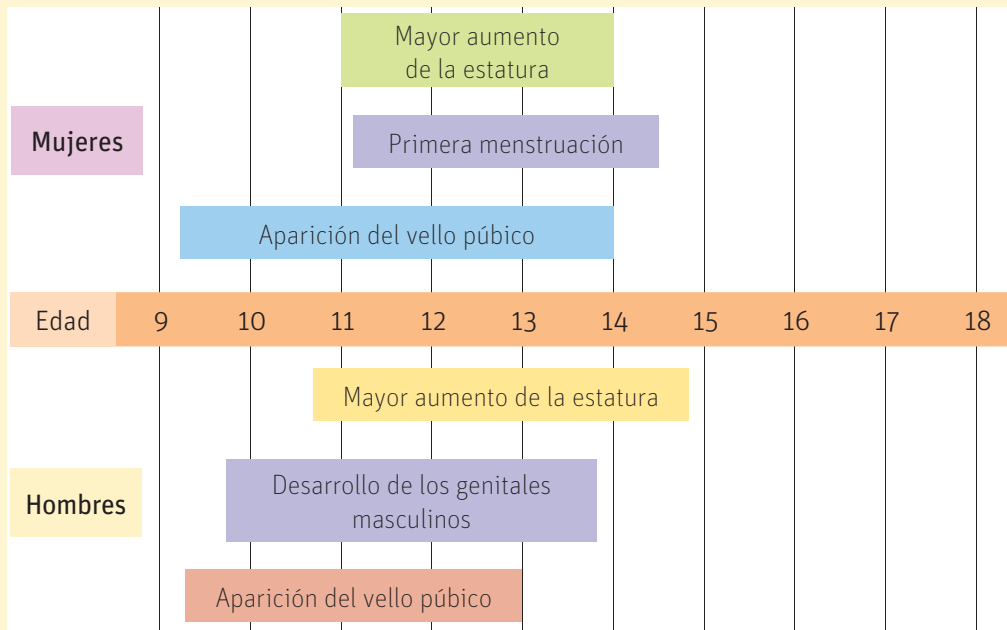 Mayor aumento
de la estatura
Mujeres
Primera menstruación
Aparición del vello púbico
Edad 9 10 11 12 13 14 15 16 17 18
Mayor aumento de la estatura
Hombres
Desarrollo de los genitales
masculinos
Aparición del vello púbico